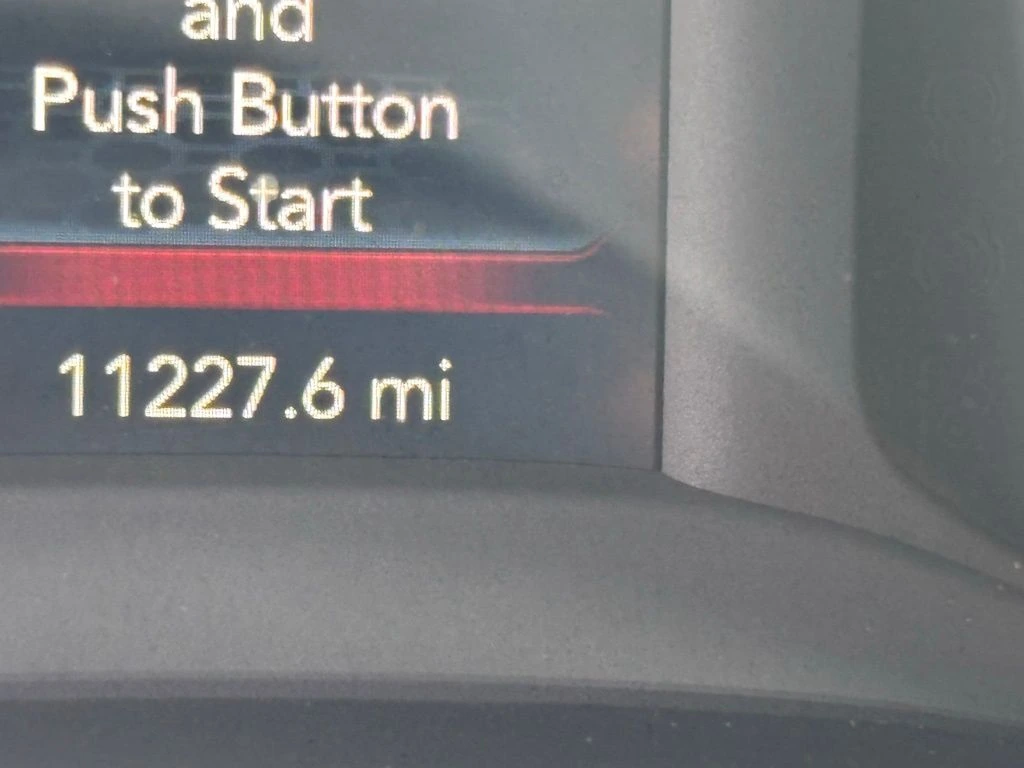 and
Push Button
to Start
11227.6 mi